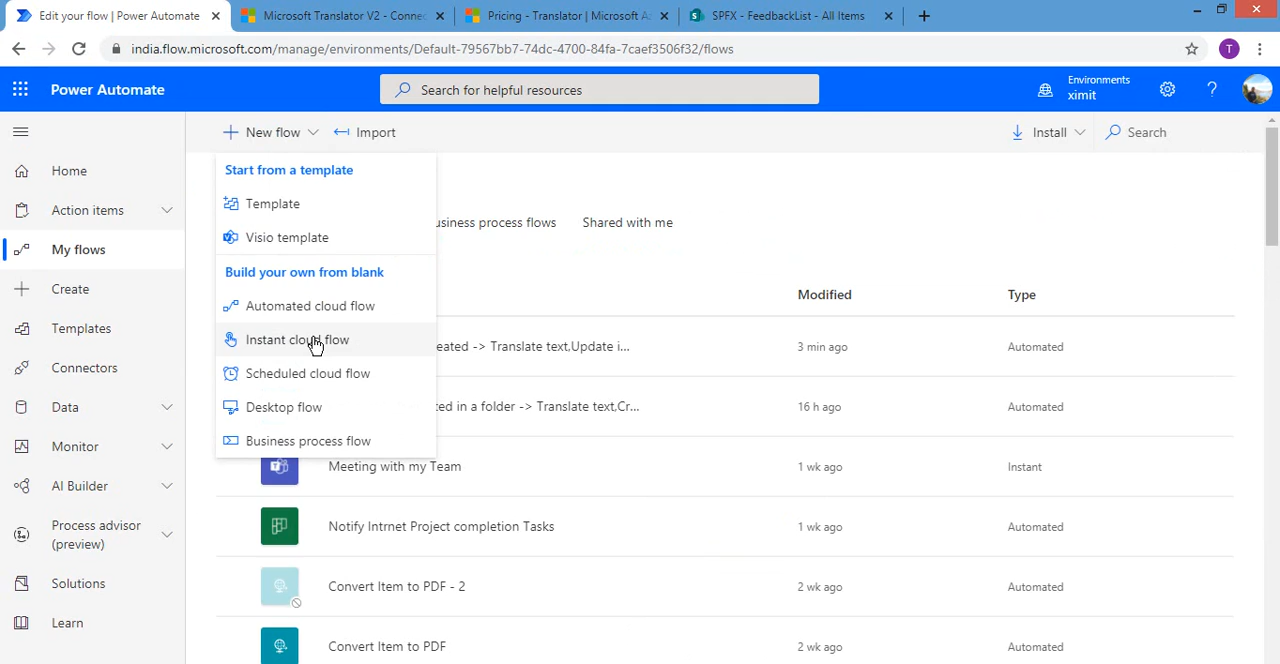 Edit your flow | Power Automate
Microsoft Translator V2 - Connec
Pricing - Translator | Microsoft A
SPFX - FeedbackList - All Items
india.flow.microsoft.com/manage/environments/Default-79567bb7-74dc-4700-84fa-7caef3506f32/flows
T
Power Automate
Search for helpful resources
Environments
ximit
New flow
Import
Install
Search
Home
Action items
My flows
Create
Templates
Connectors
Data
Monitor
AI Builder
Process advisor
(preview)
Solutions
Learn
Start from a template
Template
Visio template
Build your own from blank
Automated cloud flow
Instant cloud flow
Scheduled cloud flow
Desktop flow
Business process flow
usiness process flows
Shared with me
Modified
Type
eated -> Translate text,Update i...
3 min ago
Automated
ted in a folder -> Translate text,Cr...
16 h ago
Automated
Meeting with my Team
1 wk ago
Instant
Notify Intrnet Project completion Tasks
1 wk ago
Automated
Convert Item to PDF - 2
2 wk ago
Automated
Convert Item to PDF
2 wk ago
Automated